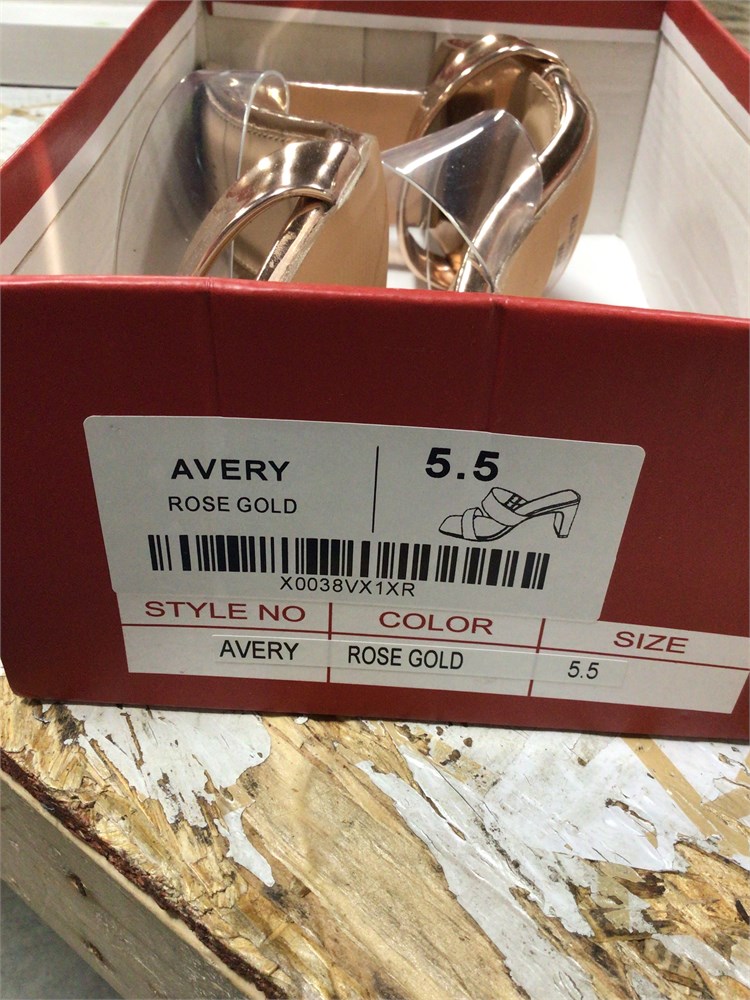 AVERY
ROSE GOLD
5.5
X0038VX1XR
STYLE NO COLOR SIZE
AVERY ROSE GOLD 5.5